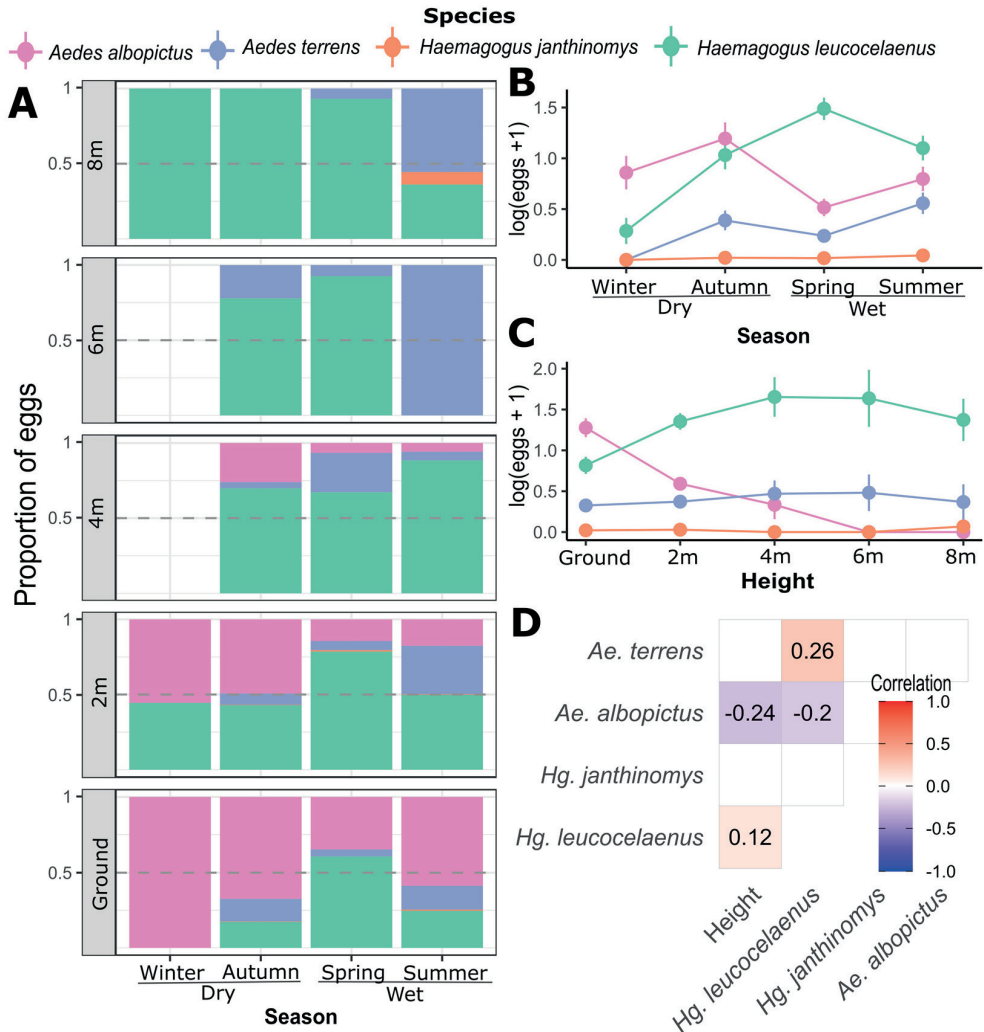 Species
Aedes albopictus Aedes terrens Haemagogus janthinomys Haemagogus leucocelaenus
A
Proportion of eggs
8m
1
0.5
6m
1
0.5
4m
1
0.5
2m
1
0.5
Ground
1
0.5
Winter Autumn Spring Summer
Dry Wet
Season
B
log(eggs +1)
1.5
1.0
0.5
0.0
Winter Autumn Spring Summer
Dry Wet
Season
C
log(eggs + 1)
2.0
1.5
1.0
0.5
0.0
Ground 2m 4m 6m 8m
Height
D
Ae. terrens 0.26
Ae. albopictus -0.24 -0.2
Hg. janthinomys
Hg. leucocelaenus 0.12
Height
Hg. leucocelaenus
Hg. janthinomys
Ae. albopictus
Correlation
1.0
0.5
0.0
-0.5
-1.0